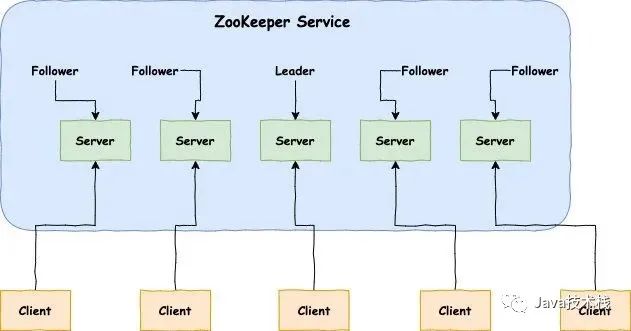 ZooKeeper Service
Follower Follower Leader Follower Follower
Server Server Server Server Server
Client Client Client Client Client
Java技术栈